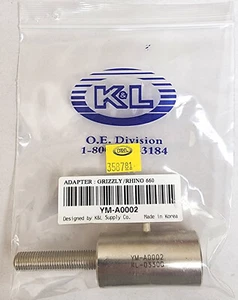 K&L
O.E. Division
1-80 3184
K&L
358781
ADAPTER : GRIZZLY/RHINO 660
YM-A0002
Designed by K&L Supply Co. Made in Korea
YM-A0002